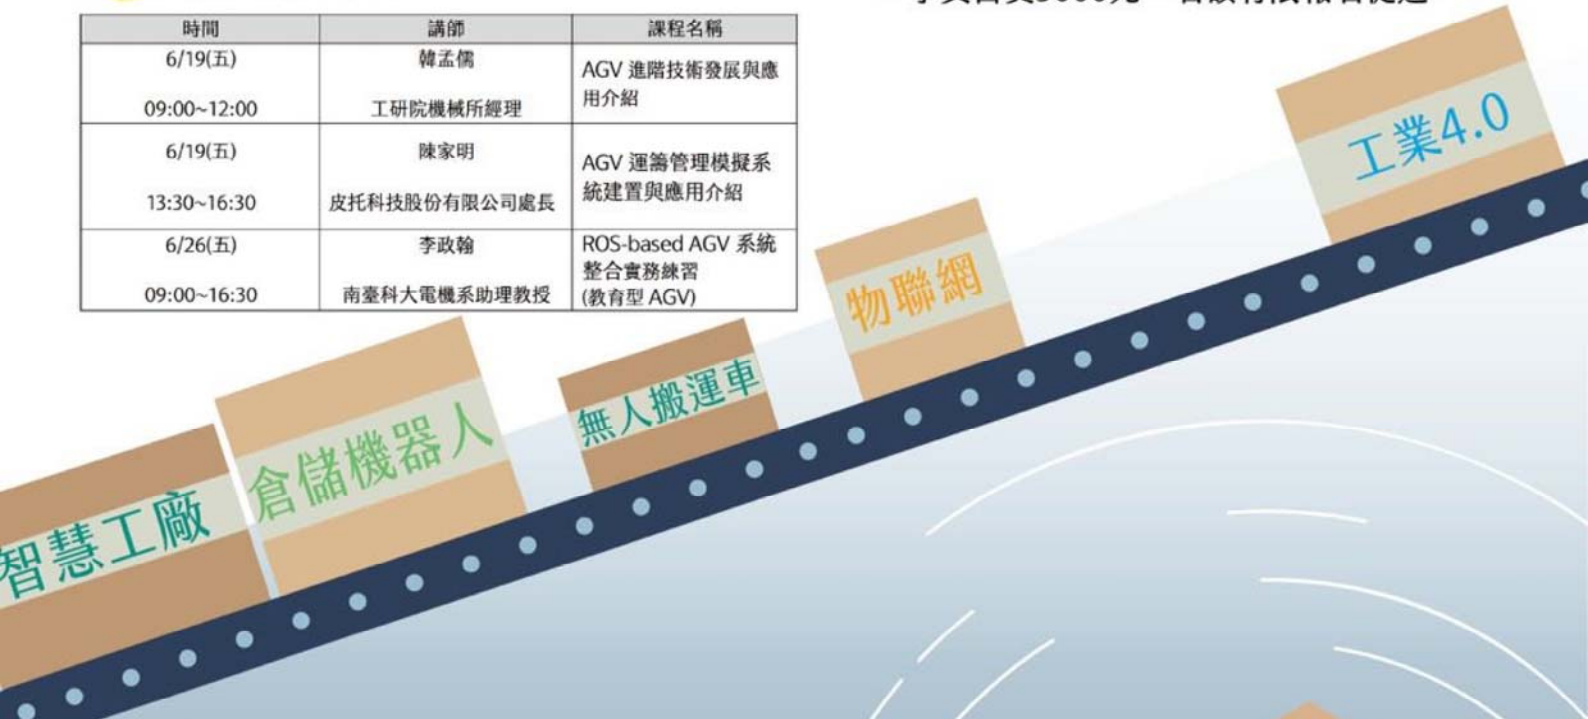 時間 講師 課程名稱
6/19(五)
09:00~12:00
韓孟儒
工研院機械所經理
AGV 進階技術發展與應
用介紹
6/19(五)
13:30~16:30
陳家明
皮托科技股份有限公司處長
AGV 運籌管理模擬系
統建置與應用介紹
6/26(五)
09:00~16:30
李政翰
南臺科大電機系助理教授
ROS-based AGV 系統
整合實務練習
(教育型 AGV)
工業4.0
物聯網
無人搬運車
倉儲機器人
智慧工廠